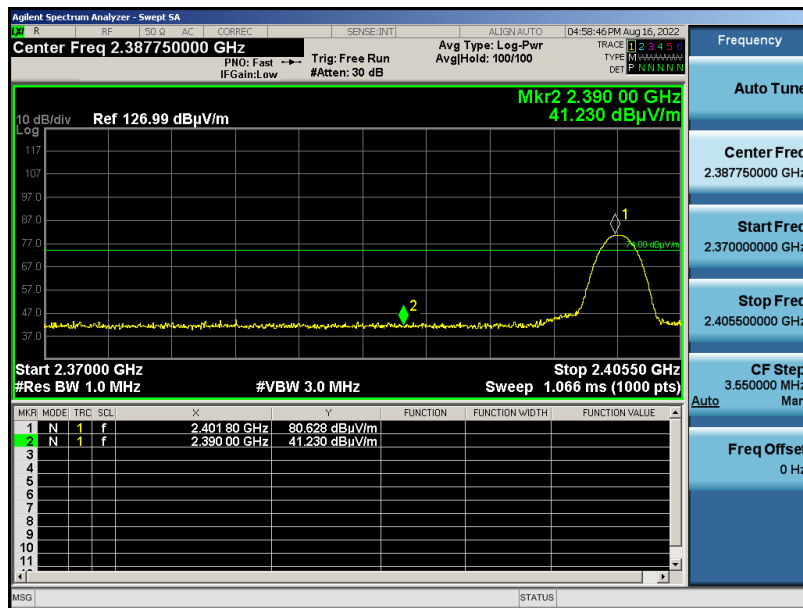 Agilent Spectrum Analyzer - Swept SA
LXI R RF 50 Ω AC CORREC SENSE:INT ALIGN AUTO 04:58:46 PM Aug 16, 2022
Center Freq 2.387750000 GHz
PNO: Fast
IFGain:Low
Trig: Free Run
#Atten: 30 dB
Avg Type: Log-Pwr
Avg|Hold: 100/100
TRACE 1 2 3 4 5 6
TYPE M
DET P N N N N N
Mkr2 2.390 00 GHz
41.230 dBµV/m
10 dB/div Ref 126.99 dBµV/m
Log
117
107
97.0
87.0
77.0
67.0
57.0
47.0
37.0
1
74.00 dBµV/m
2
Start 2.37000 GHz Stop 2.40550 GHz
#Res BW 1.0 MHz #VBW 3.0 MHz Sweep 1.066 ms (1000 pts)
MKR MODE TRC SCL X Y FUNCTION FUNCTION WIDTH FUNCTION VALUE
1 N 1 f 2.401 80 GHz 80.628 dBµV/m
2 N 1 f 2.390 00 GHz 41.230 dBµV/m
3
4
5
6
7
8
9
10
11
MSG STATUS
Frequency
Auto Tune
Center Freq
2.387750000 GHz
Start Freq
2.370000000 GHz
Stop Freq
2.405500000 GHz
CF Step
3.550000 MHz
Auto Man
Freq Offset
0 Hz